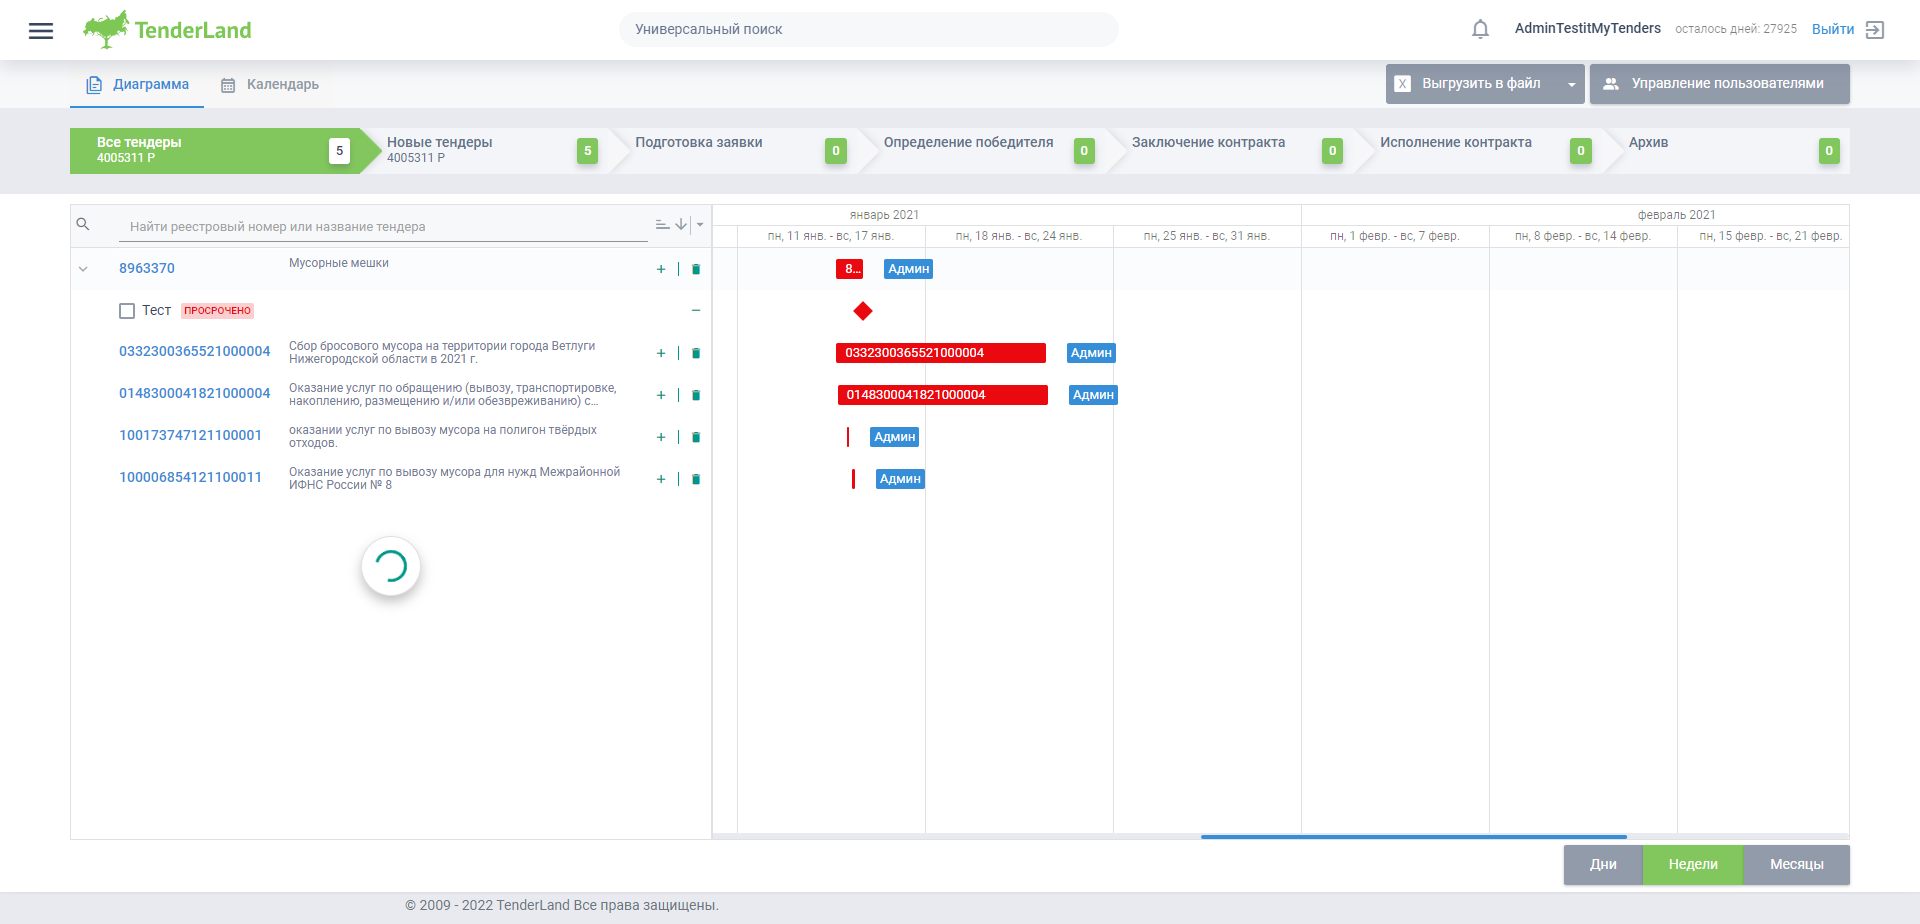 TenderLand
Универсальный поиск
AdminTestitMyTenders
осталось дней: 27925
Выйти
Диаграмма
Календарь
X
Выгрузить в файл
Управление пользователями
Все тендеры
4005311 Р
5
Новые тендеры
4005311 Р
5
Подготовка заявки
0
Определение победителя
0
Заключение контракта
0
Исполнение контракта
0
Архив
0
Найти реестровый номер или название тендера
январь 2021
февраль 2021
пн, 11 янв. - вс, 17 янв.
пн, 18 янв. - вс, 24 янв.
пн, 25 янв. - вс, 31 янв.
пн, 1 февр. - вс, 7 февр.
пн, 8 февр. - вс, 14 февр.
пн, 15 февр. - вс, 21 февр.
8963370
Мусорные мешки
8...
Админ
Тест
ПРОСРОЧЕНО
0332300365521000004
Сбор бросового мусора на территории города Ветлуги
Нижегородской области в 2021 г.
0332300365521000004
Админ
0148300041821000004
Оказание услуг по обращению (вывозу, транспортировке,
накоплению, размещению и/или обезвреживанию) с...
0148300041821000004
Админ
100173747121100001
оказании услуг по вывозу мусора на полигон твёрдых
отходов.
Админ
100006854121100011
Оказание услуг по вывозу мусора для нужд Межрайонной
ИФНС России № 8
Админ
Дни
Недели
Месяцы
© 2009 - 2022 TenderLand Все права защищены.